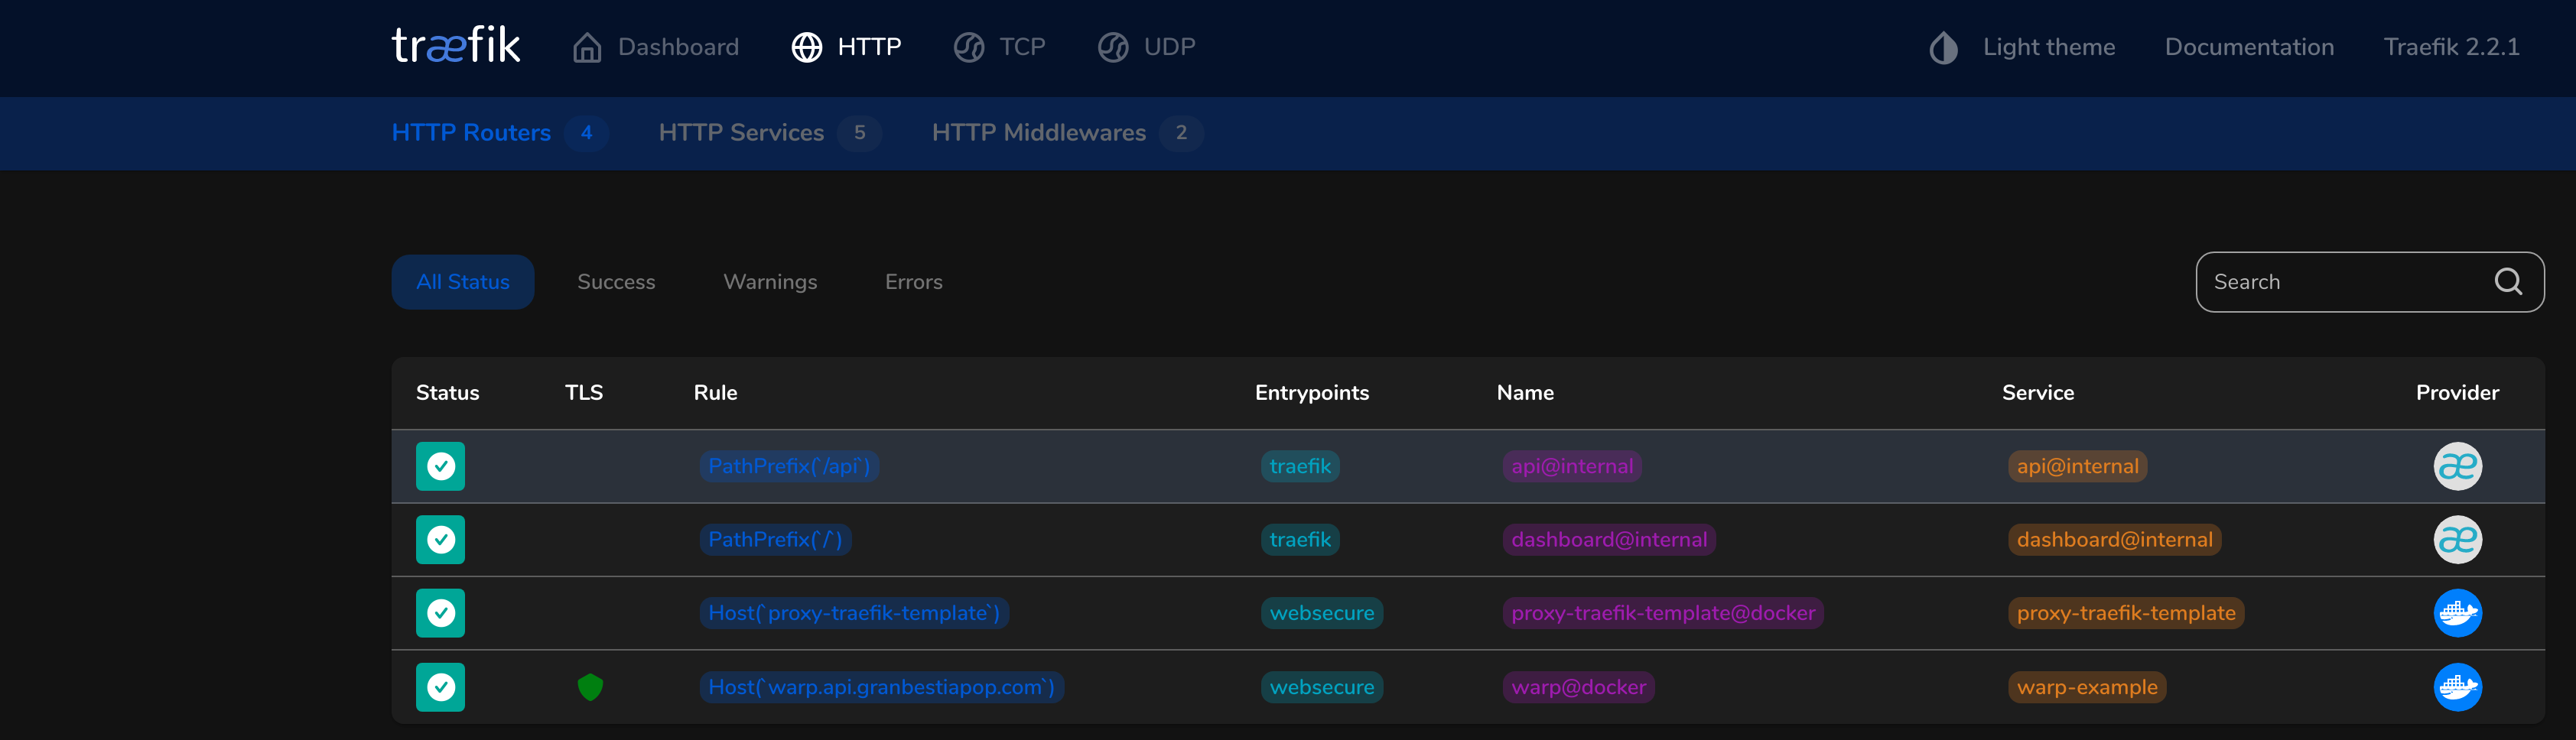 træfik Dashboard HTTP TCP UDP Light theme Documentation Traefik 2.2.1
HTTP Routers 4 HTTP Services 5 HTTP Middlewares 2
All Status Success Warnings Errors Search
Status TLS Rule Entrypoints Name Service Provider
PathPrefix(`/api`) traefik api@internal api@internal æ
PathPrefix(`/`) traefik dashboard@internal dashboard@internal æ
Host(`proxy-traefik-template`) websecure proxy-traefik-template@docker proxy-traefik-template
Host(`warp.api.granbestiapop.com`) websecure warp@docker warp-example